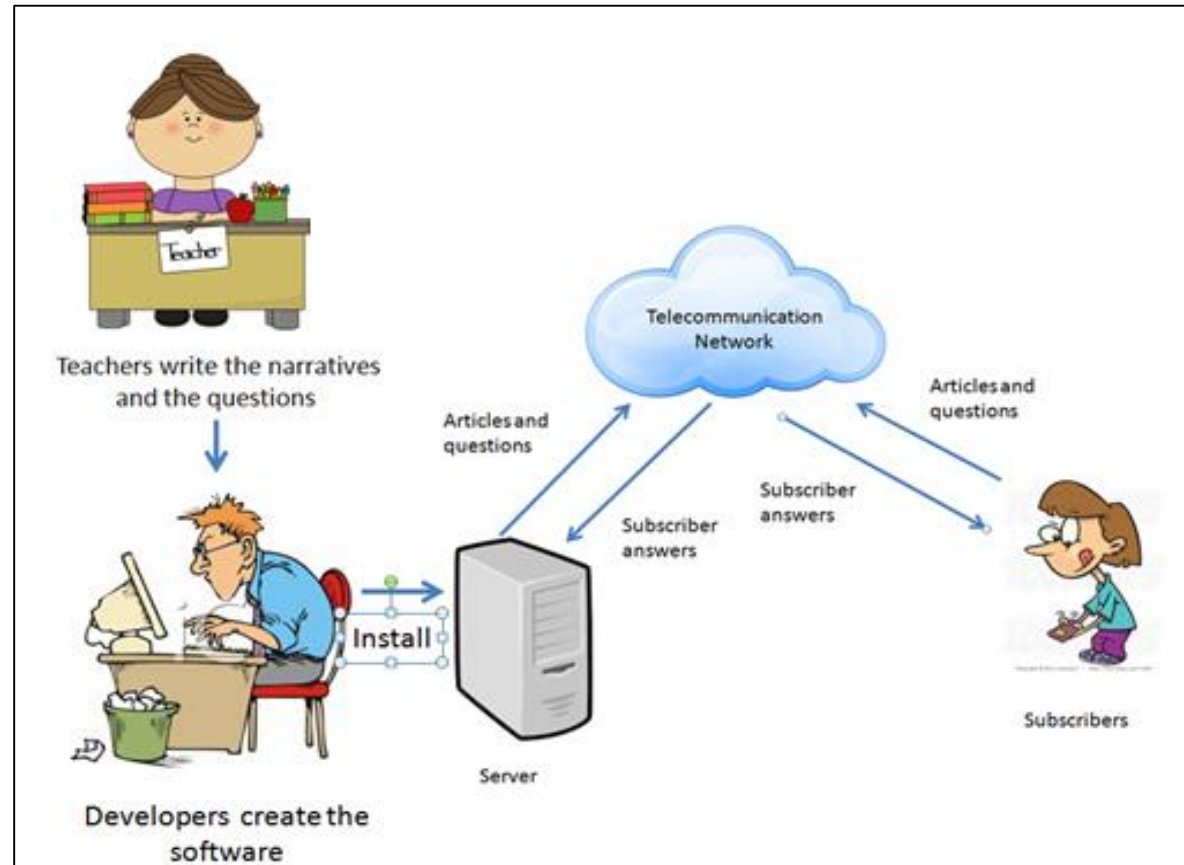 Teacher
Teachers write the narratives
and the questions
Telecommunication
Network
Articles and
questions
Articles and
questions
Subscriber
answers
Subscriber
answers
Install
Server
Subscribers
Developers create the
software